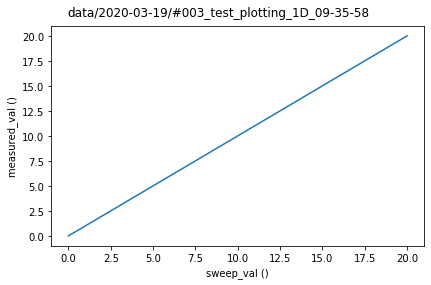 data/2020-03-19/#003_test_plotting_1D_09-35-58
20.0
17.5
15.0
12.5
10.0
7.5
5.0
2.5
0.0
measured_val ()
0.0 2.5 5.0 7.5 10.0 12.5 15.0 17.5 20.0
sweep_val ()